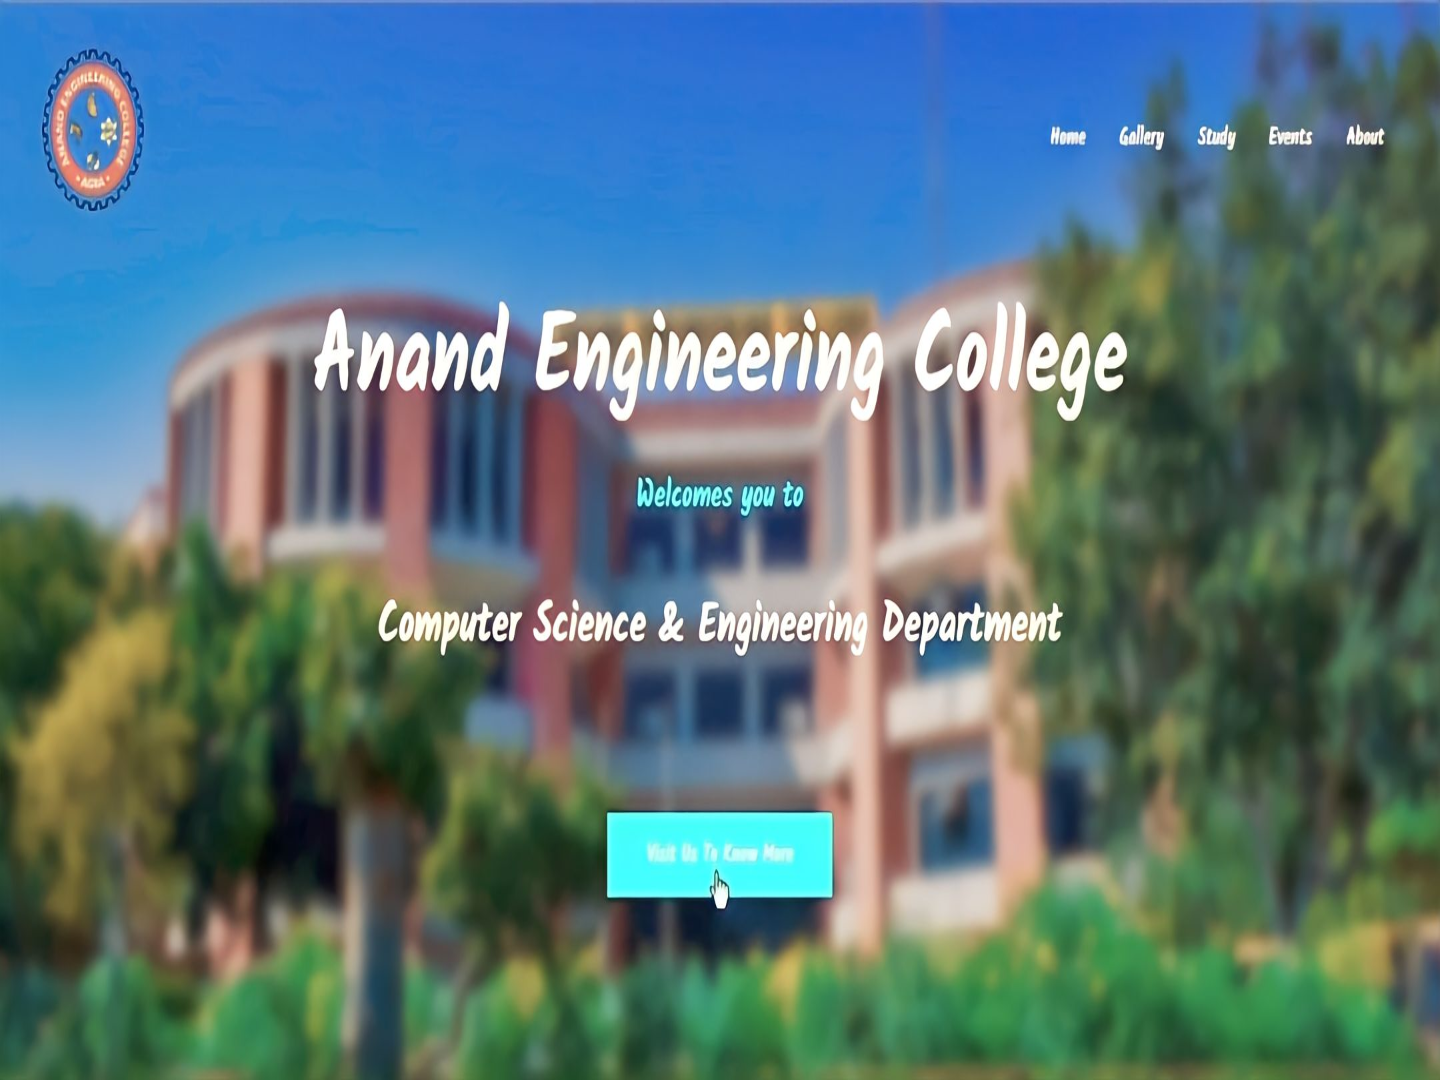 ANAND ENGINEERING COLLEGE
• AGRA •
Home Gallery Study Events About
Anand Engineering College
Welcomes you to
Computer Science & Engineering Department
Visit Us To Know More